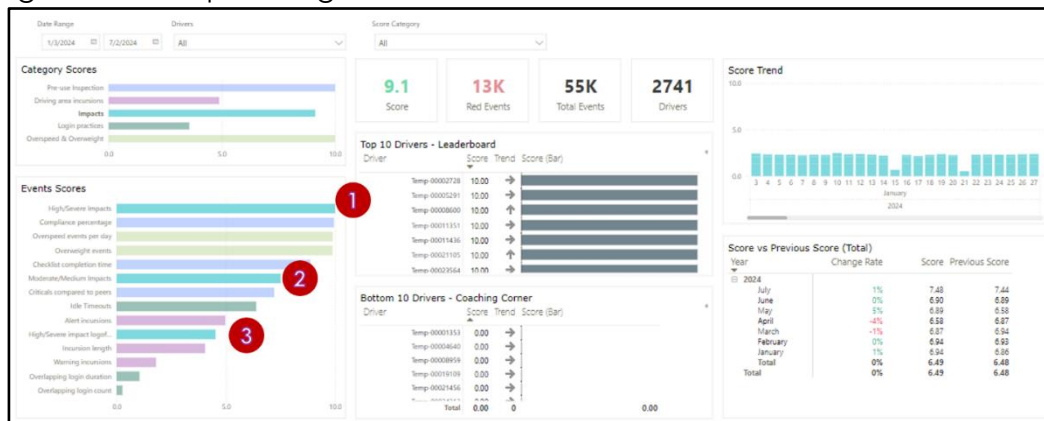 Date Range
Drivers
Score Category
1/3/2024
7/2/2024
All
All
Category Scores
Pre-use Inspection
Driving area incursions
Impacts
Login practices
Overspeed & Overweight
0.0 5.0 10.0
Events Scores
High/Severe Impacts
Compliance percentage
Overspeed events per day
Overweight events
Checklist completion time
Moderate/Medium Impacts
Criticals compared to peers
Idle Timeouts
Alert incursions
High/Severe impact logof...
Incursion length
Warning incursions
Overlapping login duration
Overlapping login count
0.0 5.0 10.0
1
2
3
9.1
Score
13K
Red Events
55K
Total Events
2741
Drivers
Top 10 Drivers - Leaderboard
Driver Score Trend Score (Bar)
Temp-00002728 10.00
Temp-00005291 10.00
Temp-00008600 10.00
Temp-00011351 10.00
Temp-00011436 10.00
Temp-00021105 10.00
Temp-00023564 10.00
Bottom 10 Drivers - Coaching Corner
Driver Score Trend Score (Bar)
Temp-00001353 0.00
Temp-00004640 0.00
Temp-00008959 0.00
Temp-00019109 0.00
Temp-00021456 0.00
Total 0.00 0 0.00
Score Trend
10.0
5.0
0.0
3 4 5 6 7 8 9 10 11 12 13 14 15 16 17 18 19 20 21 22 23 24 25 26 27
January
2024
Score vs Previous Score (Total)
Year Change Rate Score Previous Score
2024
July 1% 7.48 7.44
June 0% 6.90 6.89
May 5% 6.89 6.58
April -4% 6.58 6.87
March -1% 6.87 6.94
February 0% 6.94 6.93
January 1% 6.94 6.86
Total 0% 6.49 6.48
Total 0% 6.49 6.48